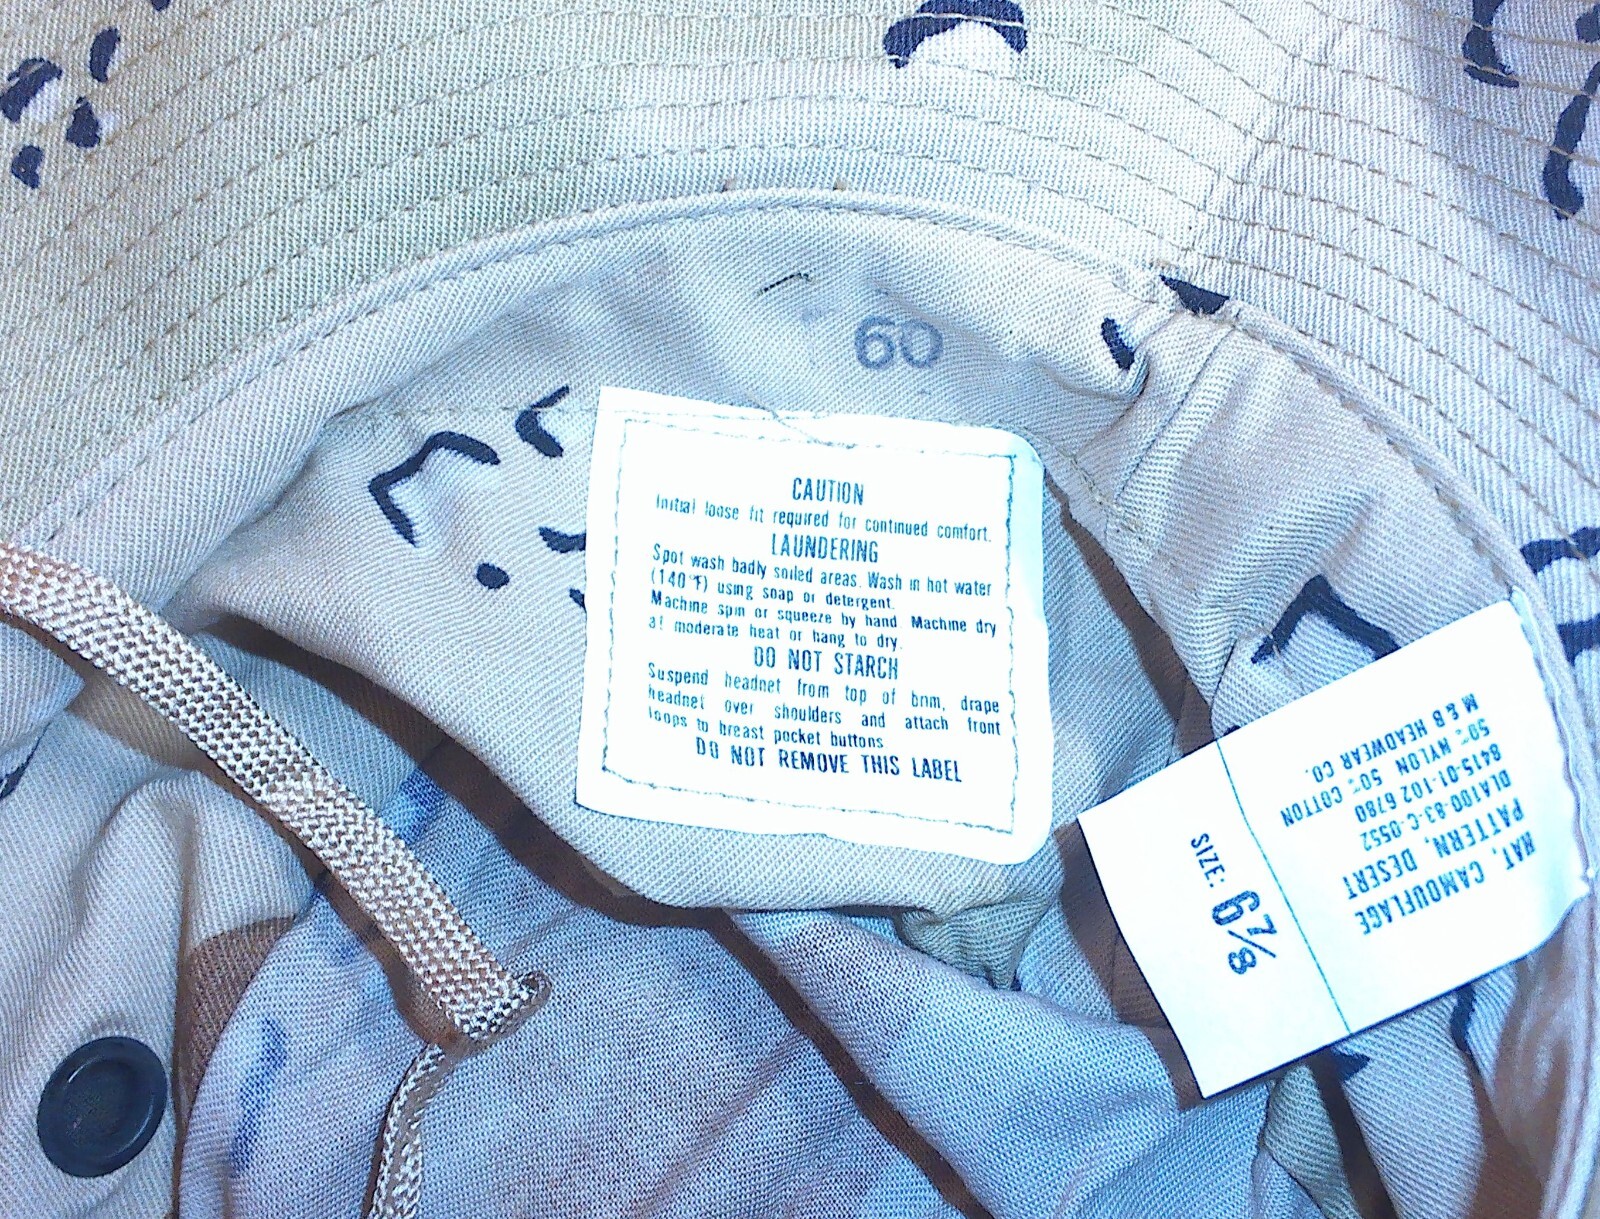 60
CAUTION
Initial loose fit required for continued comfort.
LAUNDERING
Spot wash badly soiled areas. Wash in hot water
(140°F) using soap or detergent.
Machine spin or squeeze by hand. Machine dry
at moderate heat or hang to dry.
DO NOT STARCH
Suspend headnet from top of brim, drape
headnet over shoulders and attach front
loops to breast pocket buttons
DO NOT REMOVE THIS LABEL
HAT, CAMOUFLAGE
PATTERN, DESERT
DLA100-83-C-0552
8415-01-102 6780
50% NYLON 50% COTTON
M & B HEADWEAR CO.
SIZE: 6 7/8